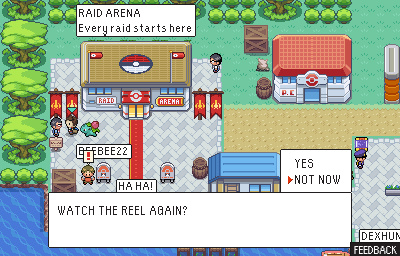 RAID ARENA
Every raid starts here
RAID
ARENA!
P.C
BEEBEE22
!
HA HA!
YES
NOT NOW
WATCH THE REEL AGAIN?
DEXHUN
FEEDBACK